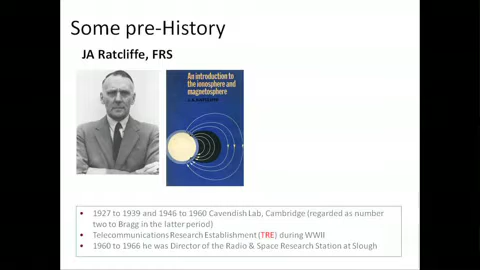 Some pre-History
JA Ratcliffe, FRS
An introduction to
the ionosphere and
magnetosphere
J.A. RATCLIFFE
• 1927 to 1939 and 1946 to 1960 Cavendish Lab, Cambridge (regarded as number
two to Bragg in the latter period)
• Telecommunications Research Establishment (TRE) during WWII
• 1960 to 1966 he was Director of the Radio & Space Research Station at Slough